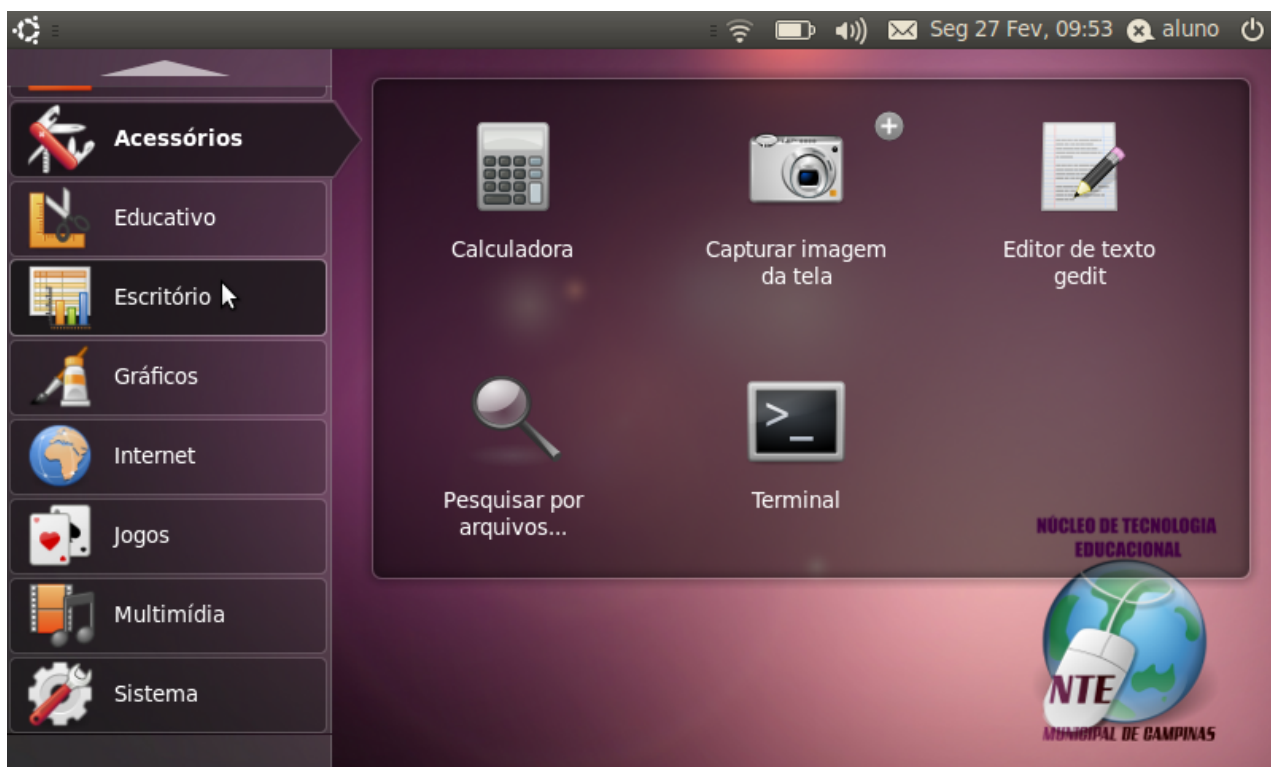 Seg 27 Fev, 09:53 aluno
Acessórios
Educativo
Escritório
Gráficos
Internet
Jogos
Multimídia
Sistema
Calculadora
Capturar imagem
da tela
Editor de texto
gedit
Pesquisar por
arquivos...
>_
Terminal
NÚCLEO DE TECNOLOGIA
EDUCACIONAL
NTE
MUNICIPAL DE CAMPINAS